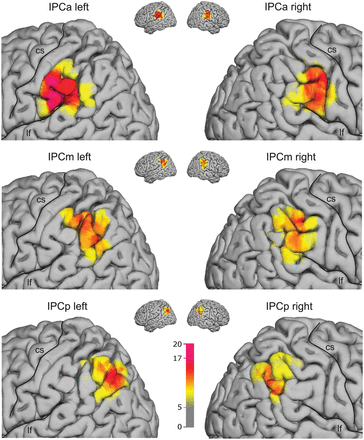 IPCa left
IPCa right
cs
cs
lf
lf
IPCm left
IPCm right
cs
cs
lf
lf
IPCp left
IPCp right
cs
cs
20
17
10
5
0
lf
lf